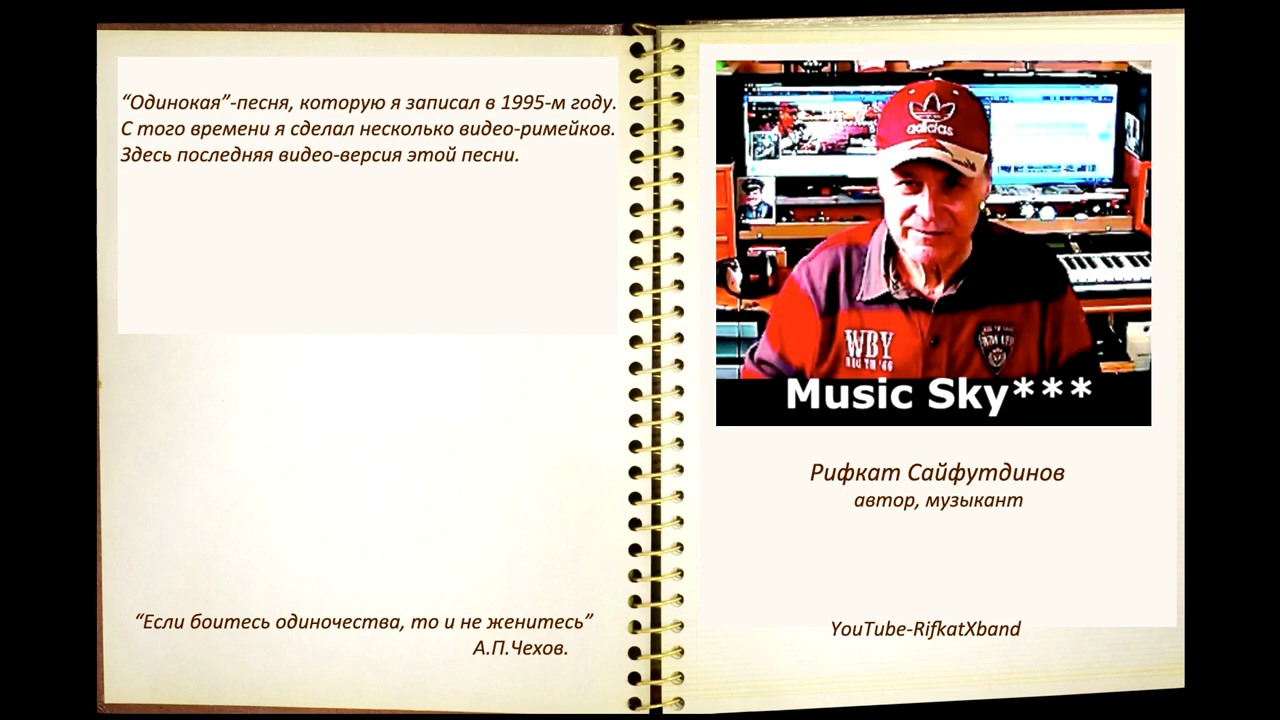 “Одинокая”-песня, которую я записал в 1995-м году.
С того времени я сделал несколько видео-римейков.
Здесь последняя видео-версия этой песни.
“Если боитесь одиночества, то и не женитесь”
А.П.Чехов.
adidas
WBY
Music Sky***
Рифкат Сайфутдинов
автор, музыкант
YouTube-RifkatXband